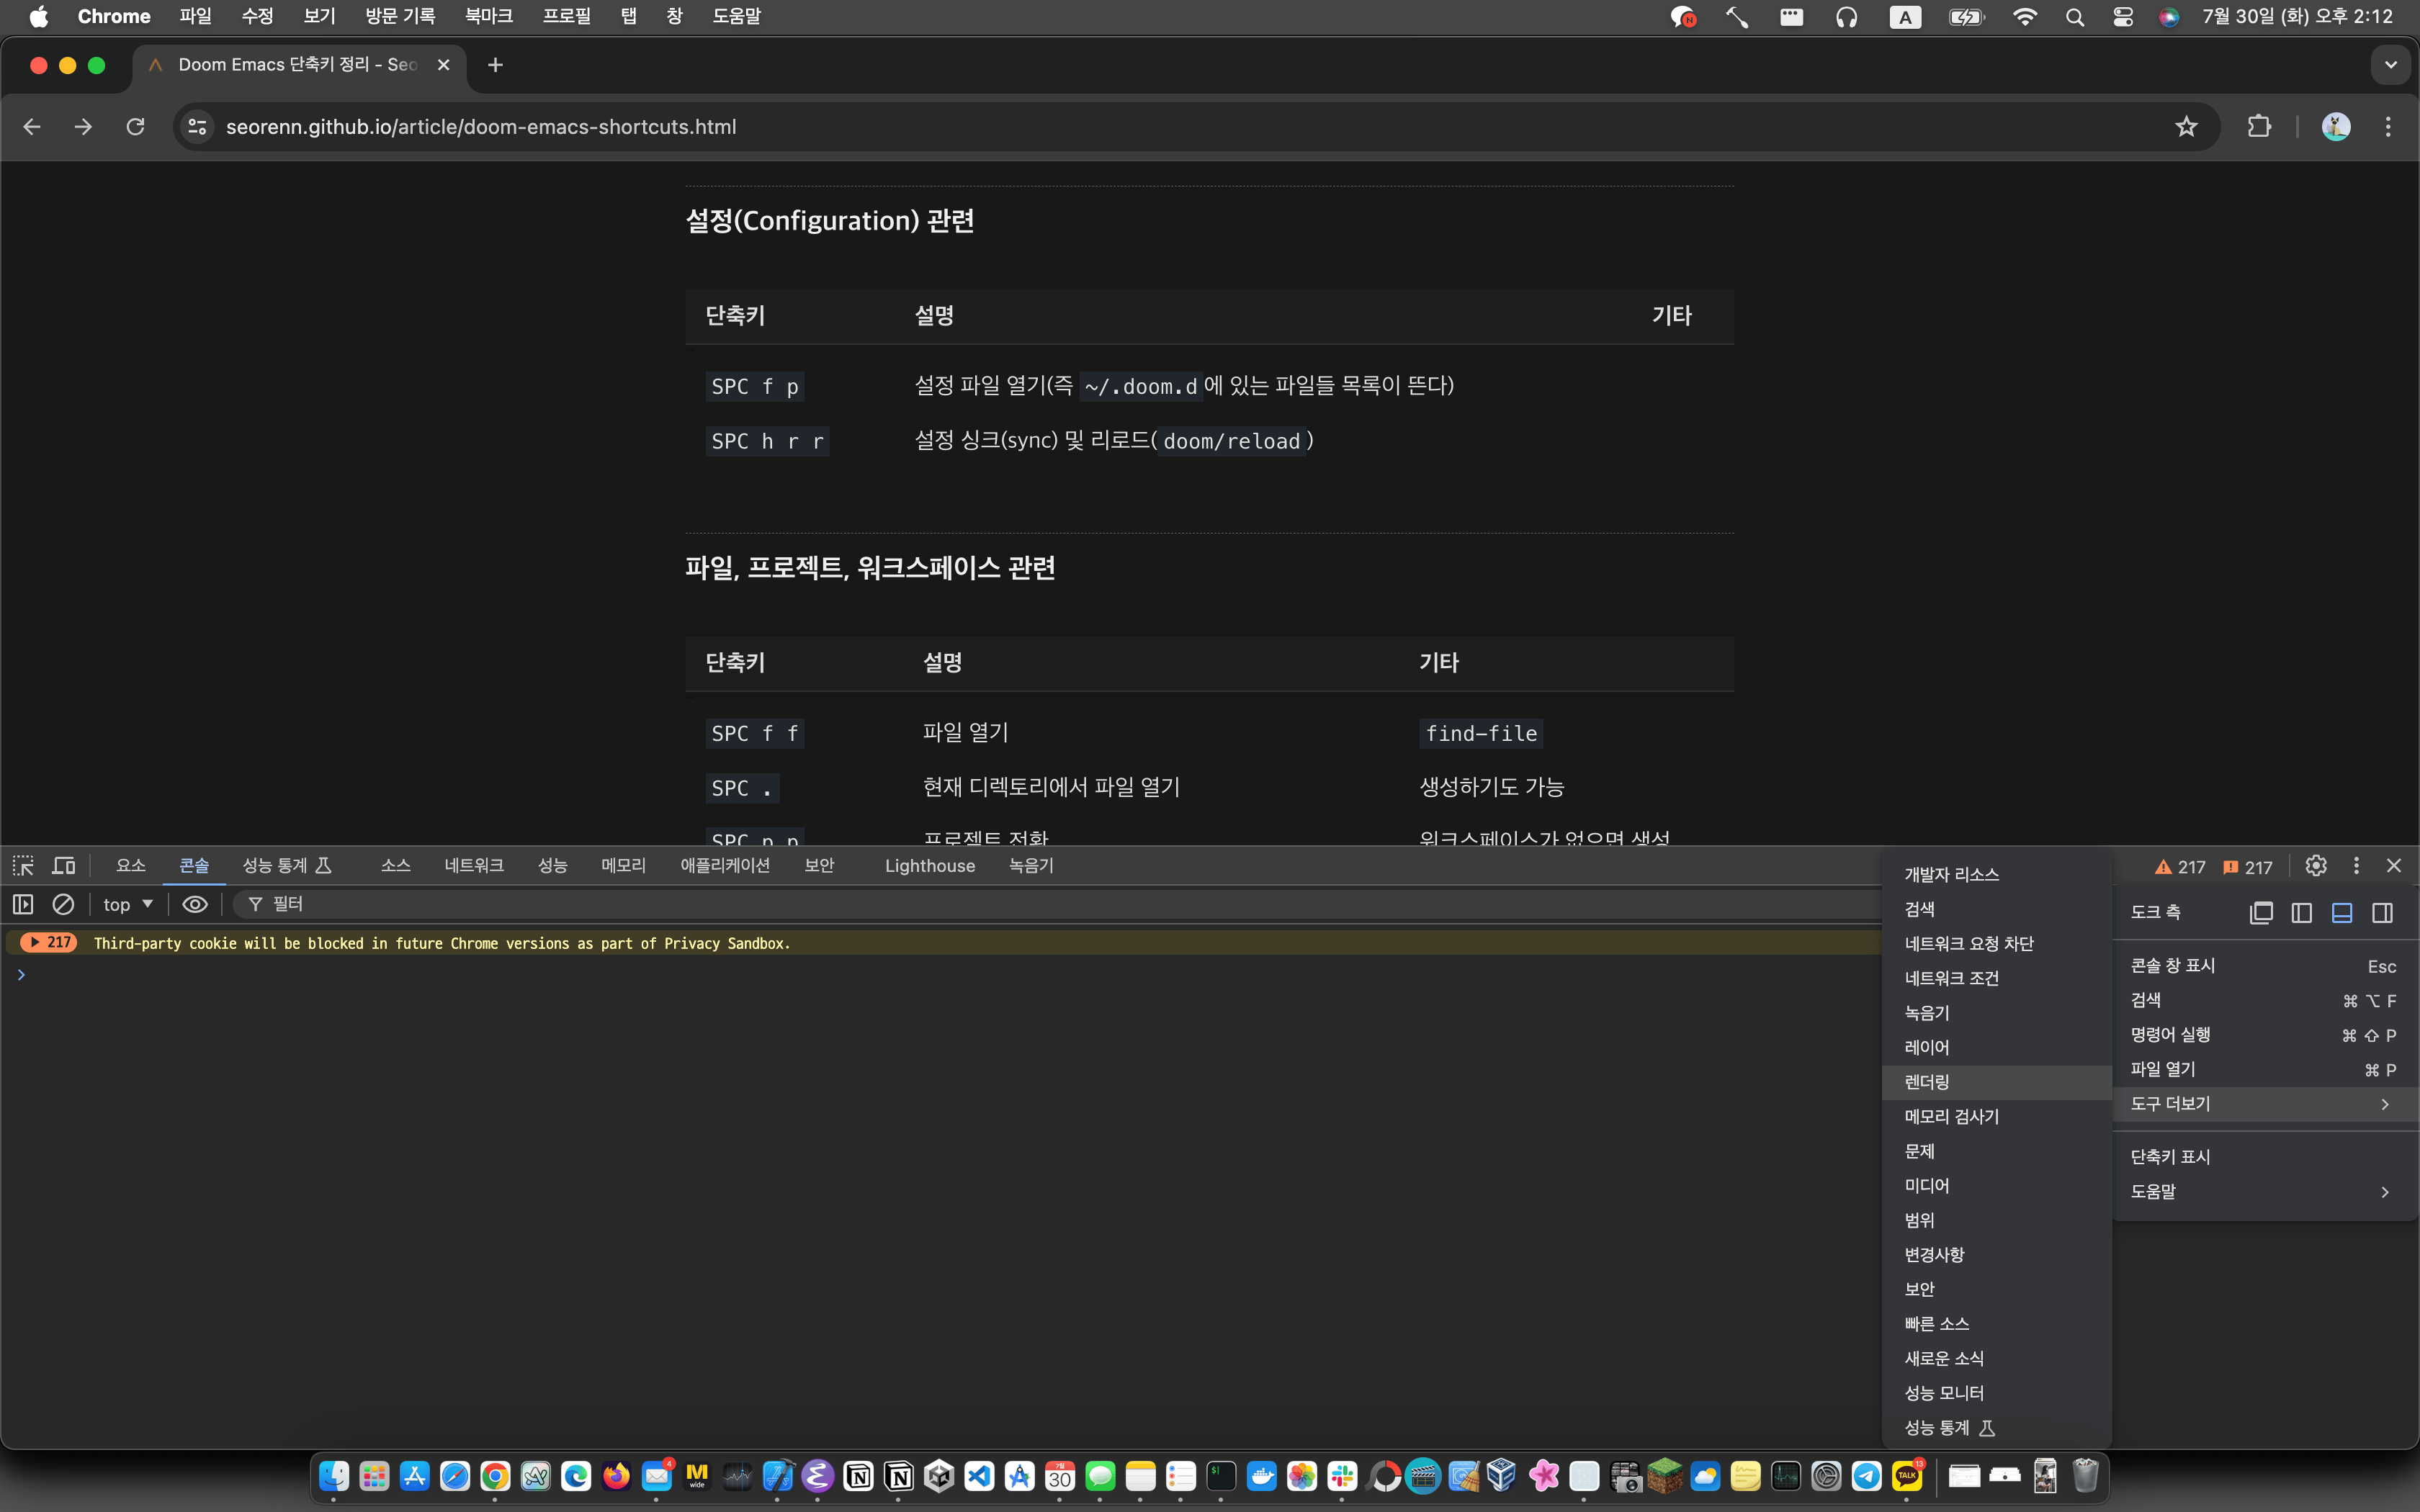 Chrome 파일 수정 보기 방문 기록 북마크 프로필 탭 창 도움말
A 7월 30일 (화) 오후 2:12
Doom Emacs 단축키 정리 - Seo
seorenn.github.io/article/doom-emacs-shortcuts.html
설정(Configuration) 관련
단축키 설명 기타
SPC f p 설정 파일 열기(즉 ~/.doom.d 에 있는 파일들 목록이 뜬다)
SPC h r r 설정 싱크(sync) 및 리로드( doom/reload )
파일, 프로젝트, 워크스페이스 관련
단축키 설명 기타
SPC f f 파일 열기 find-file
SPC . 현재 디렉토리에서 파일 열기 생성하기도 가능
SPC p p 프로젝트 전환 워크스페이스가 없으면 생성
요소 콘솔 성능 통계 소스 네트워크 성능 메모리 애플리케이션 보안 Lighthouse 녹음기
217 217
top 필터
217 Third-party cookie will be blocked in future Chrome versions as part of Privacy Sandbox.
개발자 리소스
검색
네트워크 요청 차단
네트워크 조건
녹음기
레이어
렌더링
메모리 검사기
문제
미디어
범위
변경사항
보안
빠른 소스
새로운 소식
성능 모니터
성능 통계
도크 측
콘솔 창 표시 Esc
검색 ⌘ ⌥ F
명령어 실행 ⌘ ⇧ P
파일 열기 ⌘ P
도구 더보기
단축키 표시
도움말
4
M
wide
7월
30
$
TALK
13